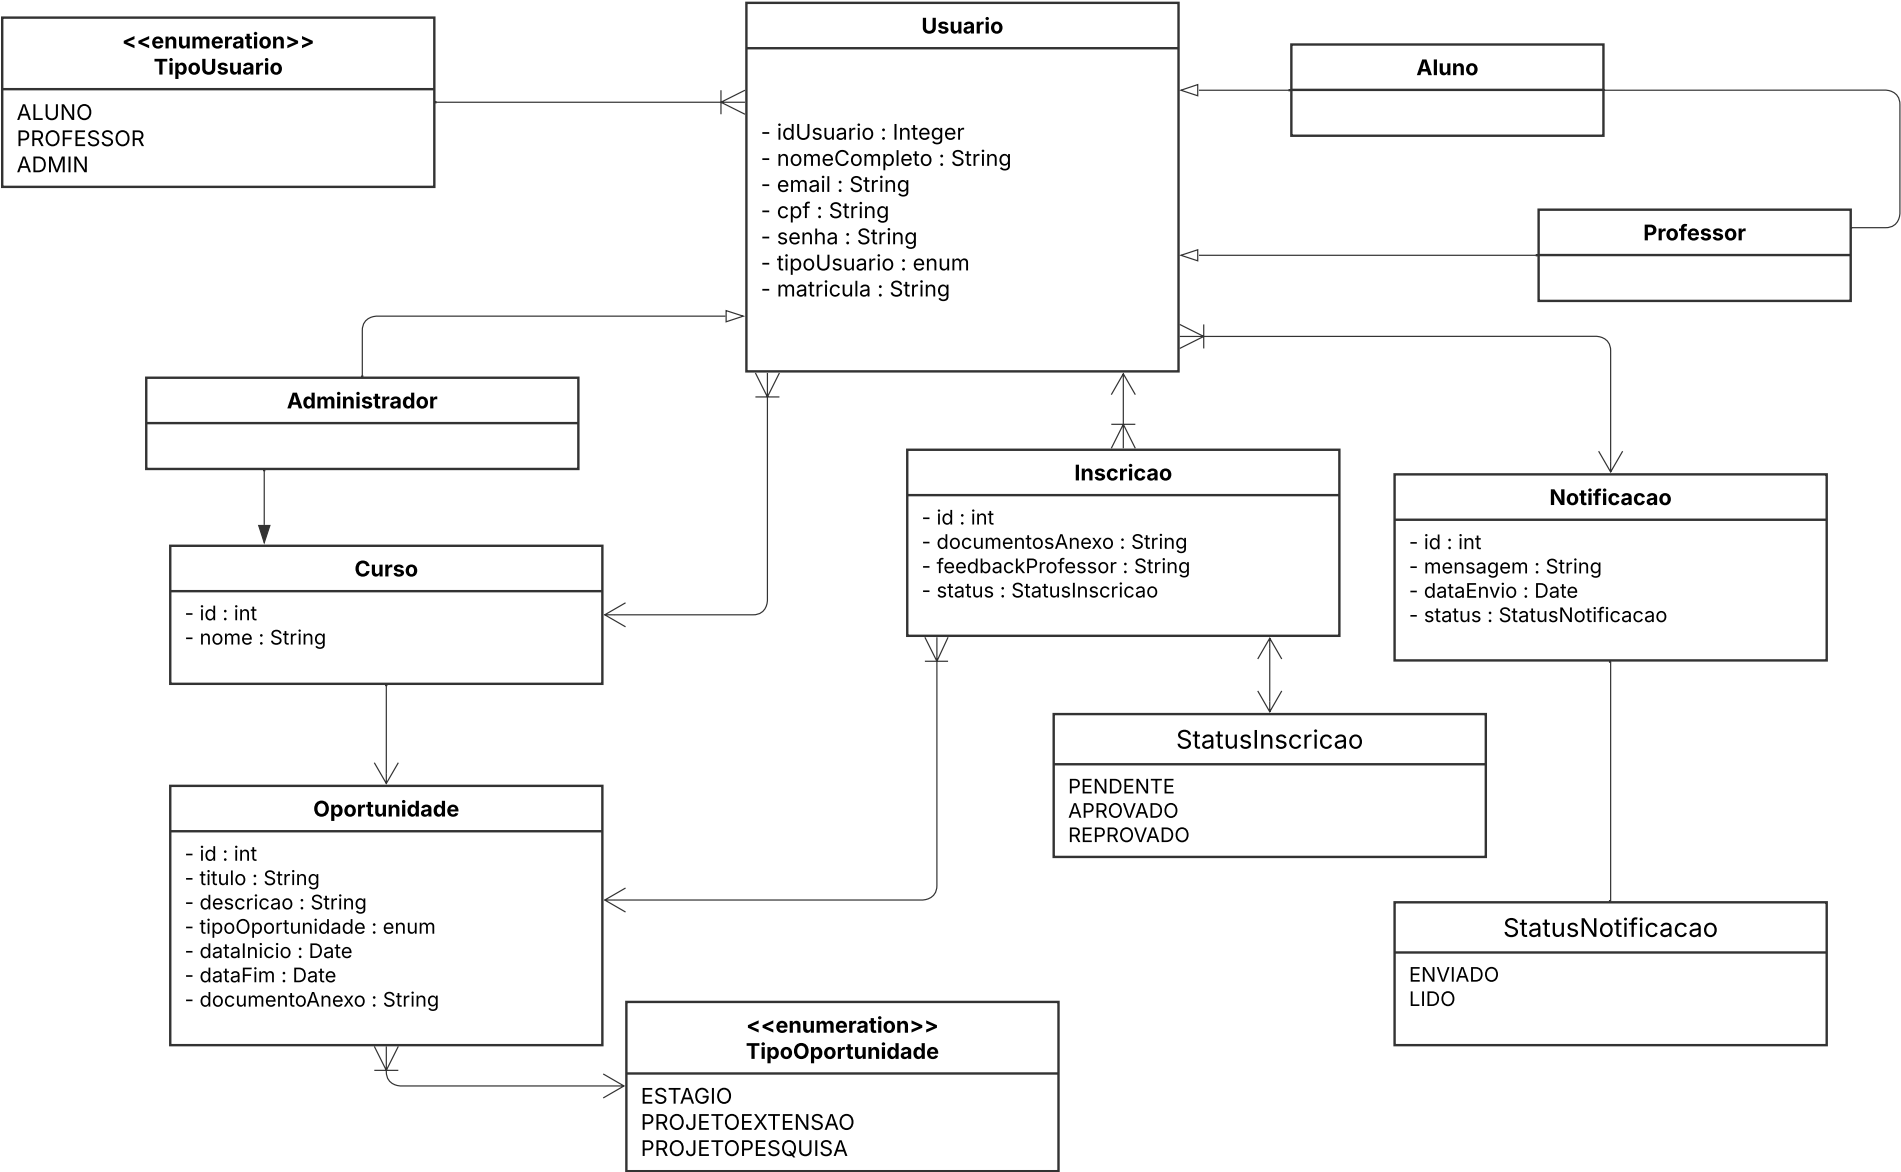 <<enumeration>>
TipoUsuario
ALUNO
PROFESSOR
ADMIN
Usuario
- idUsuario : Integer
- nomeCompleto : String
- email : String
- cpf : String
- senha : String
- tipoUsuario : enum
- matricula : String
Aluno
Professor
Administrador
Curso
- id : int
- nome : String
Inscricao
- id : int
- documentosAnexo : String
- feedbackProfessor : String
- status : StatusInscricao
Notificacao
- id : int
- mensagem : String
- dataEnvio : Date
- status : StatusNotificacao
StatusInscricao
PENDENTE
APROVADO
REPROVADO
Oportunidade
- id : int
- titulo : String
- descricao : String
- tipoOportunidade : enum
- dataInicio : Date
- dataFim : Date
- documentoAnexo : String
StatusNotificacao
ENVIADO
LIDO
<<enumeration>>
TipoOportunidade
ESTAGIO
PROJETOEXTENSAO
PROJETOPESQUISA